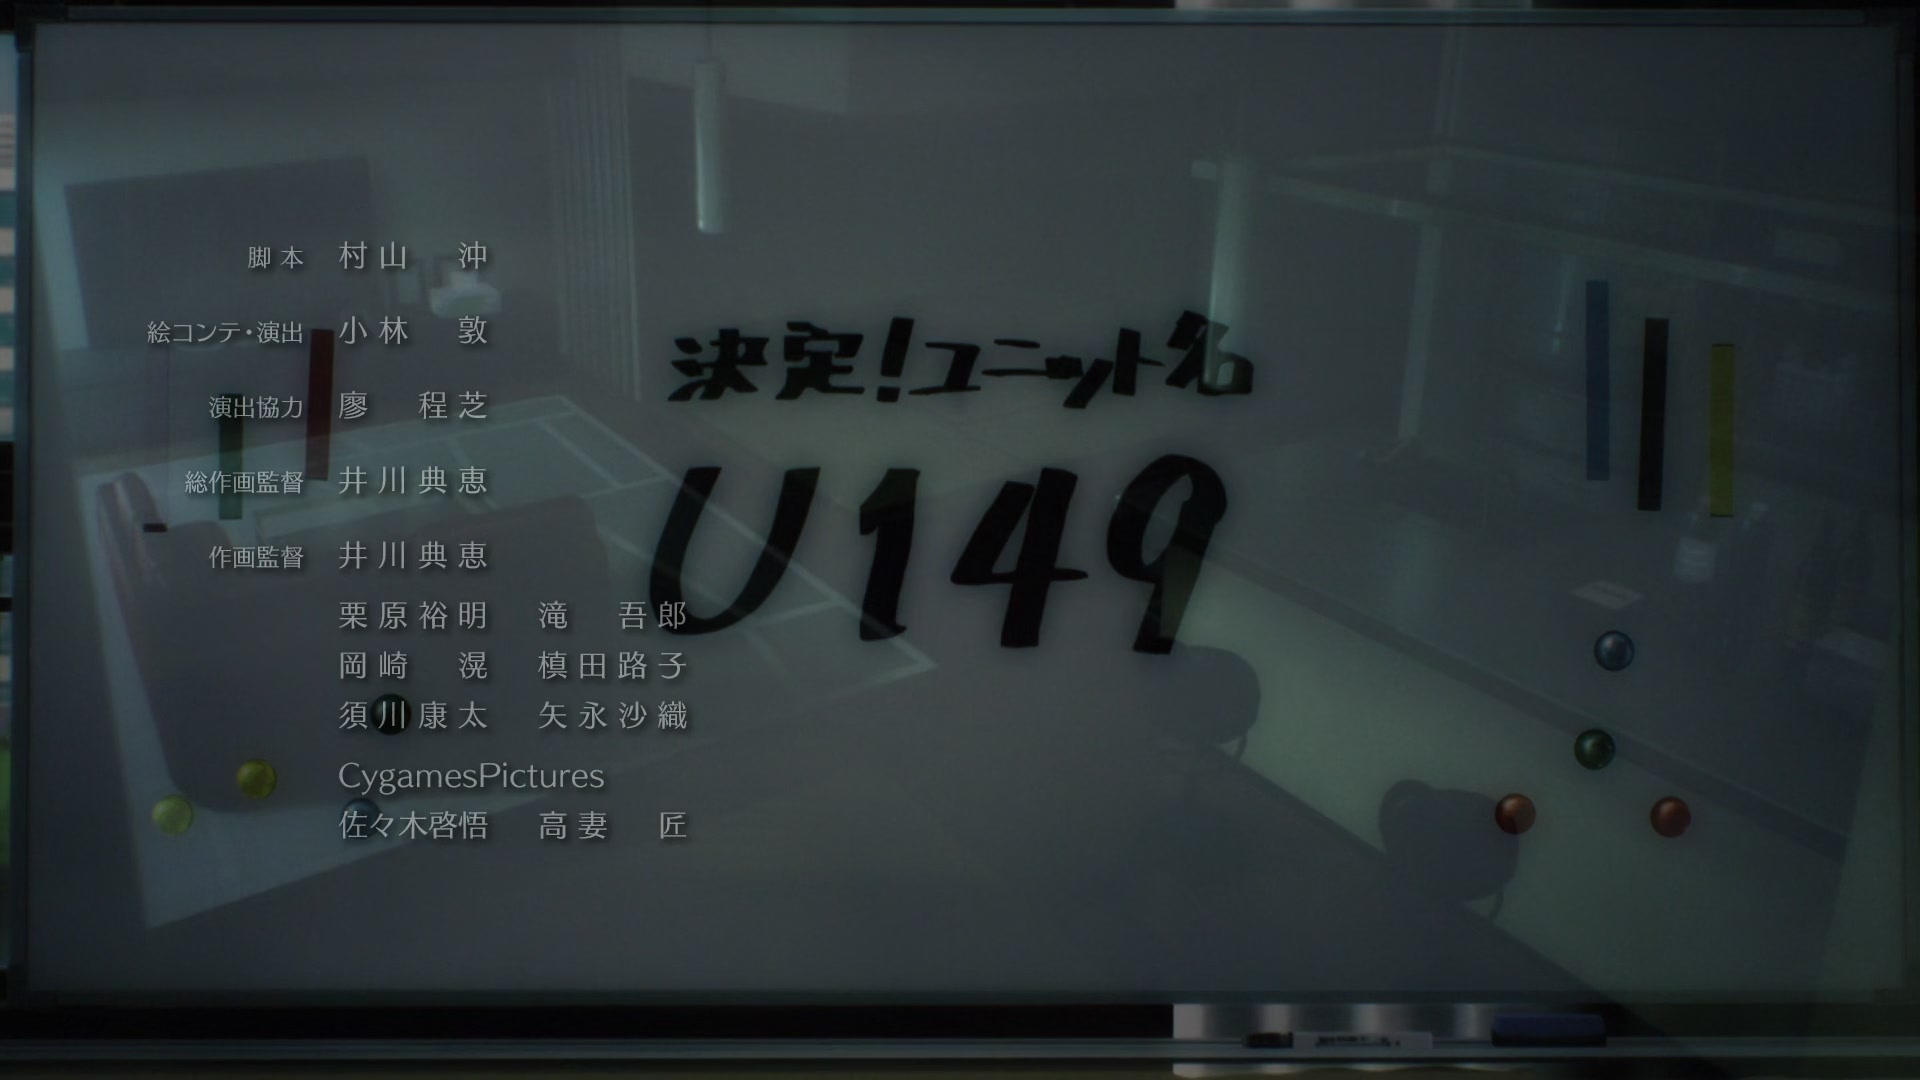 脚本 村山 沖
絵コンテ・演出 小林 敦
演出協力 廖 程芝
総作画監督 井川典恵
作画監督 井川典恵
栗原裕明 滝 吾郎
岡崎 滉 槙田路子
須川康太 矢永沙織
CygamesPictures
佐々木啓悟 高妻 匠
決定!ユニット名
U149